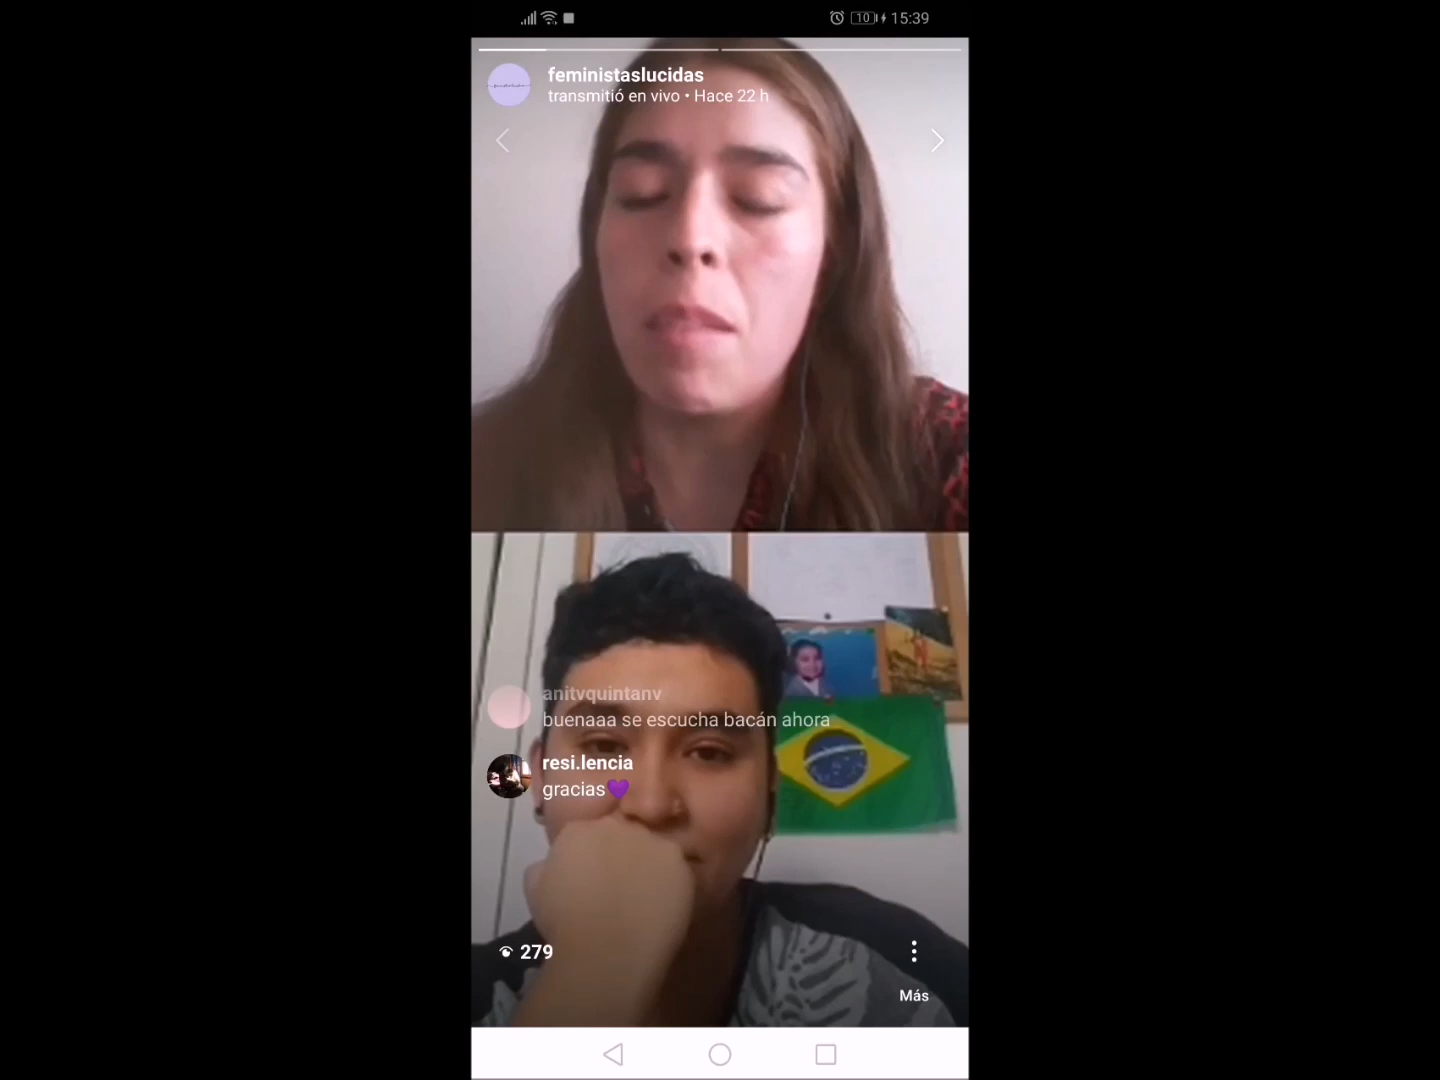 10 15:39
feministaslucidas
transmitió en vivo • Hace 22 h
anitvquintanv
buenaaa se escucha bacán ahora
resi.lencia
gracias💜
279
Más